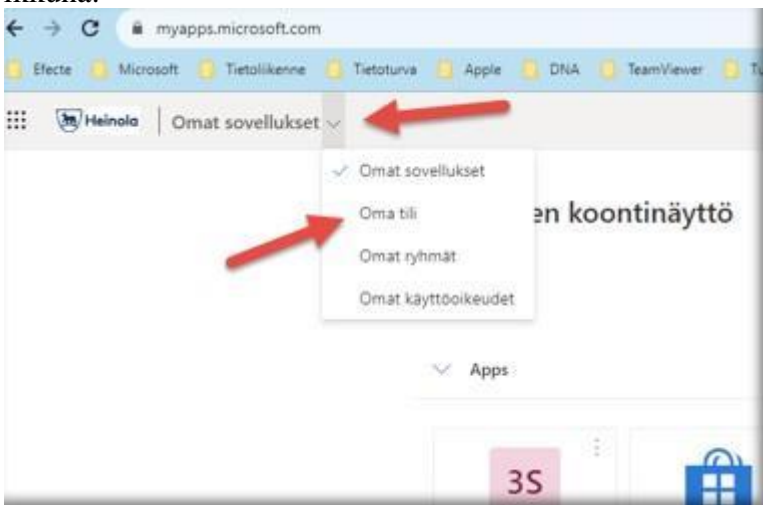 myapps.microsoft.com
Efecte Microsoft Tietoliikenne Tietoturva Apple DNA TeamViewer
Heinola Omat sovellukset
Omat sovellukset
Oma tili
en koontinäyttö
Omat ryhmät
Omat käyttöoikeudet
Apps
3S